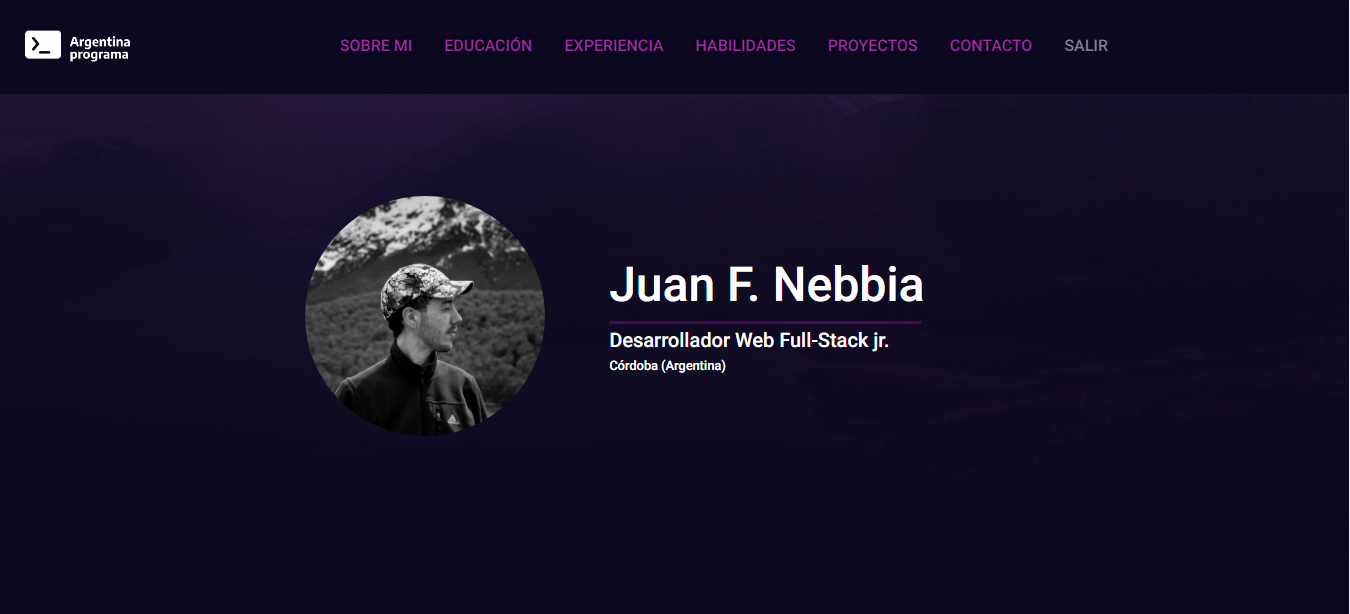 Argentina
programa
SOBRE MI EDUCACIÓN EXPERIENCIA HABILIDADES PROYECTOS CONTACTO SALIR
Juan F. Nebbia
Desarrollador Web Full-Stack jr.
Córdoba (Argentina)